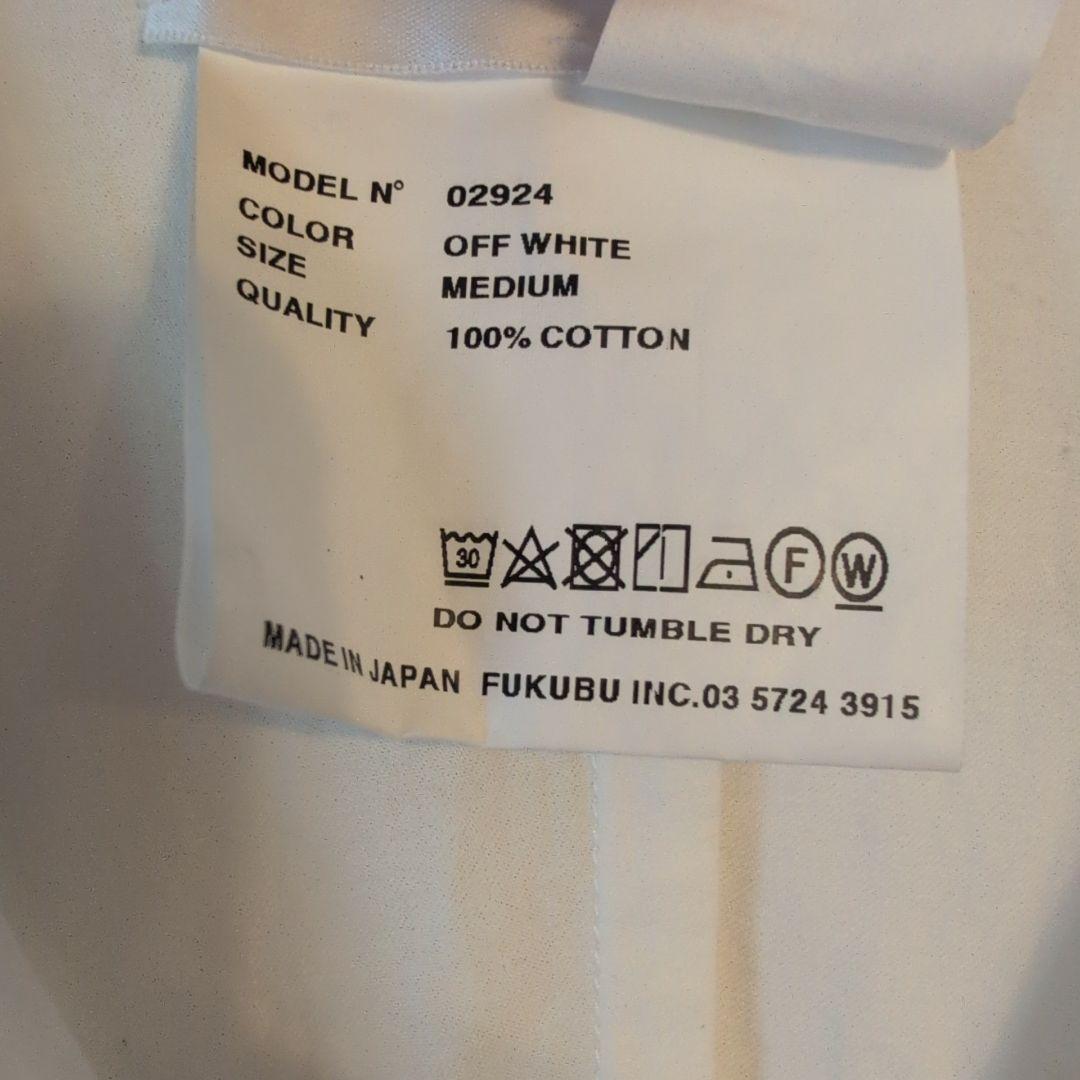 MODEL N° 02924
COLOR OFF WHITE
SIZE MEDIUM
QUALITY 100% COTTON
30 F W
DO NOT TUMBLE DRY
MADE IN JAPAN FUKUBU INC.03 5724 3915